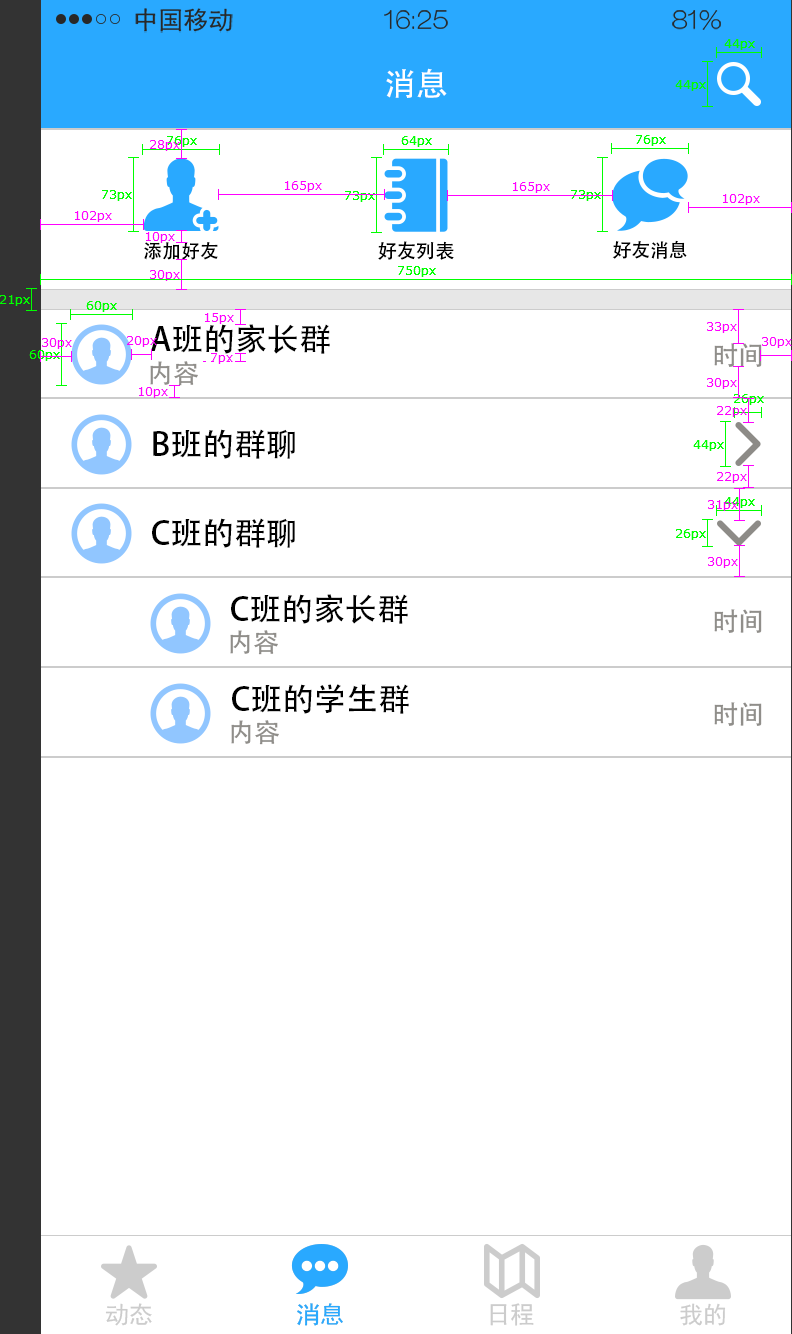 中国移动 16:25 81%
44px
消息
44px
28px 76px 64px 76px
73px 165px 73px 165px 73px 102px
102px
10px
添加好友 好友列表 好友消息
30px 750px
21px
60px 15px 33px
60px 30px 20px A班的家长群 时间 30px
7px
内容
10px 30px
26px
22px
B班的群聊 44px
22px
44px
31px
C班的群聊 26px
30px
C班的家长群 时间
内容
C班的学生群 时间
内容
动态 消息 日程 我的